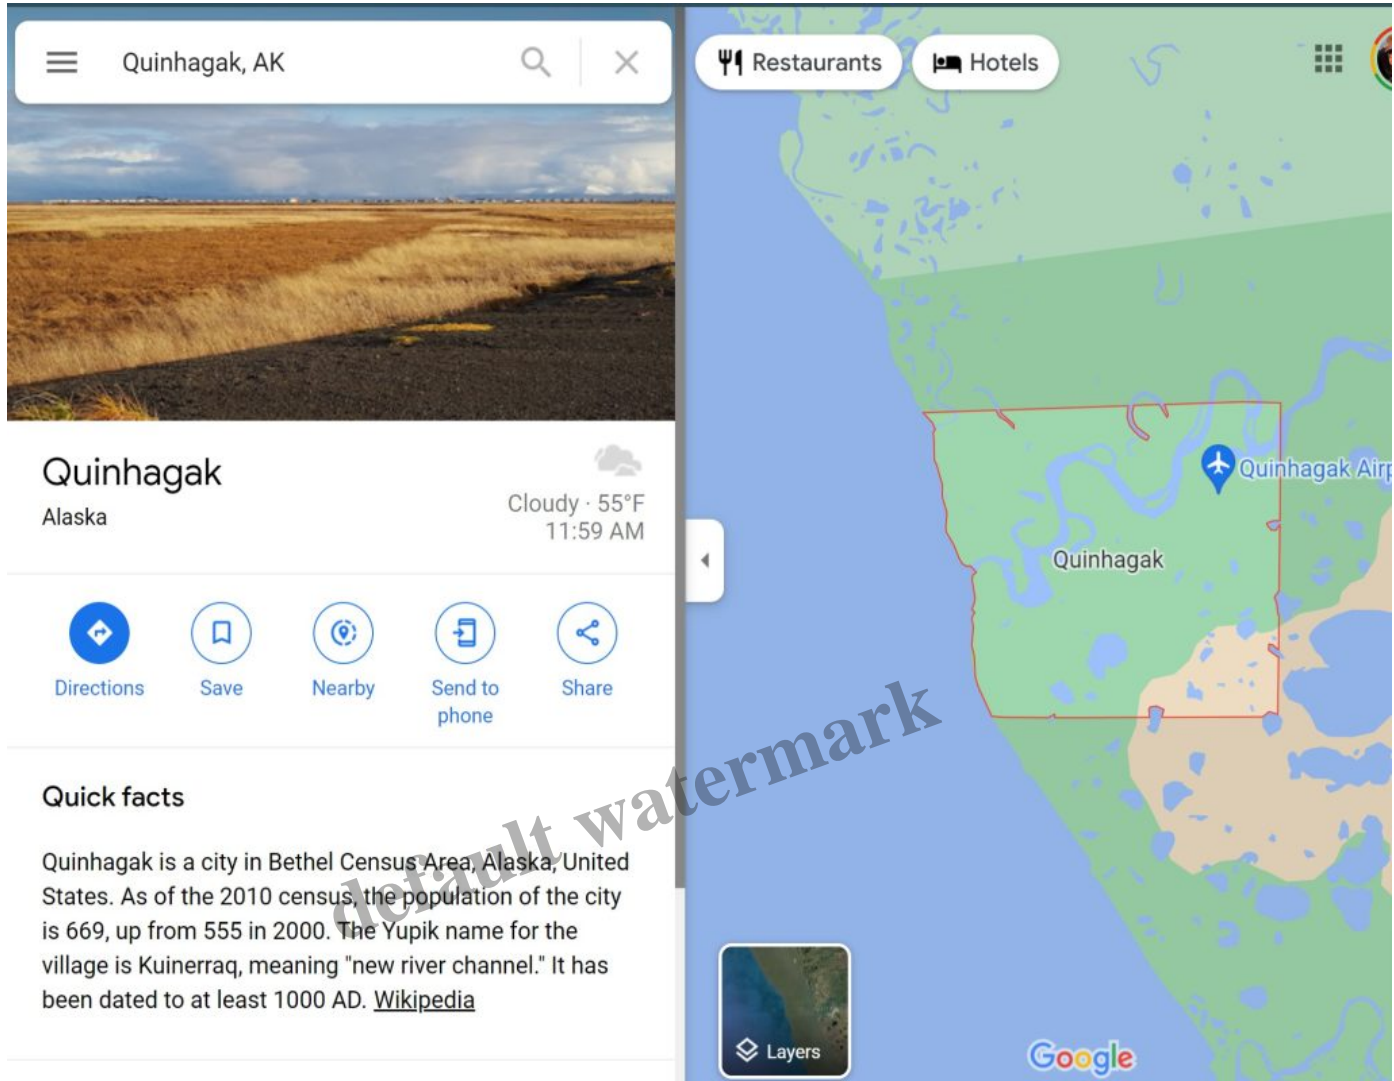 Quinhagak, AK
Restaurants
Hotels
Quinhagak
Alaska
Cloudy · 55°F
11:59 AM
Directions
Save
Nearby
Send to
phone
Share
Quick facts
Quinhagak is a city in Bethel Census Area, Alaska, United
States. As of the 2010 census, the population of the city
is 669, up from 555 in 2000. The Yupik name for the
village is Kuinerraq, meaning "new river channel." It has
been dated to at least 1000 AD. Wikipedia
Quinhagak Airp
Quinhagak
Layers
Google
default watermark